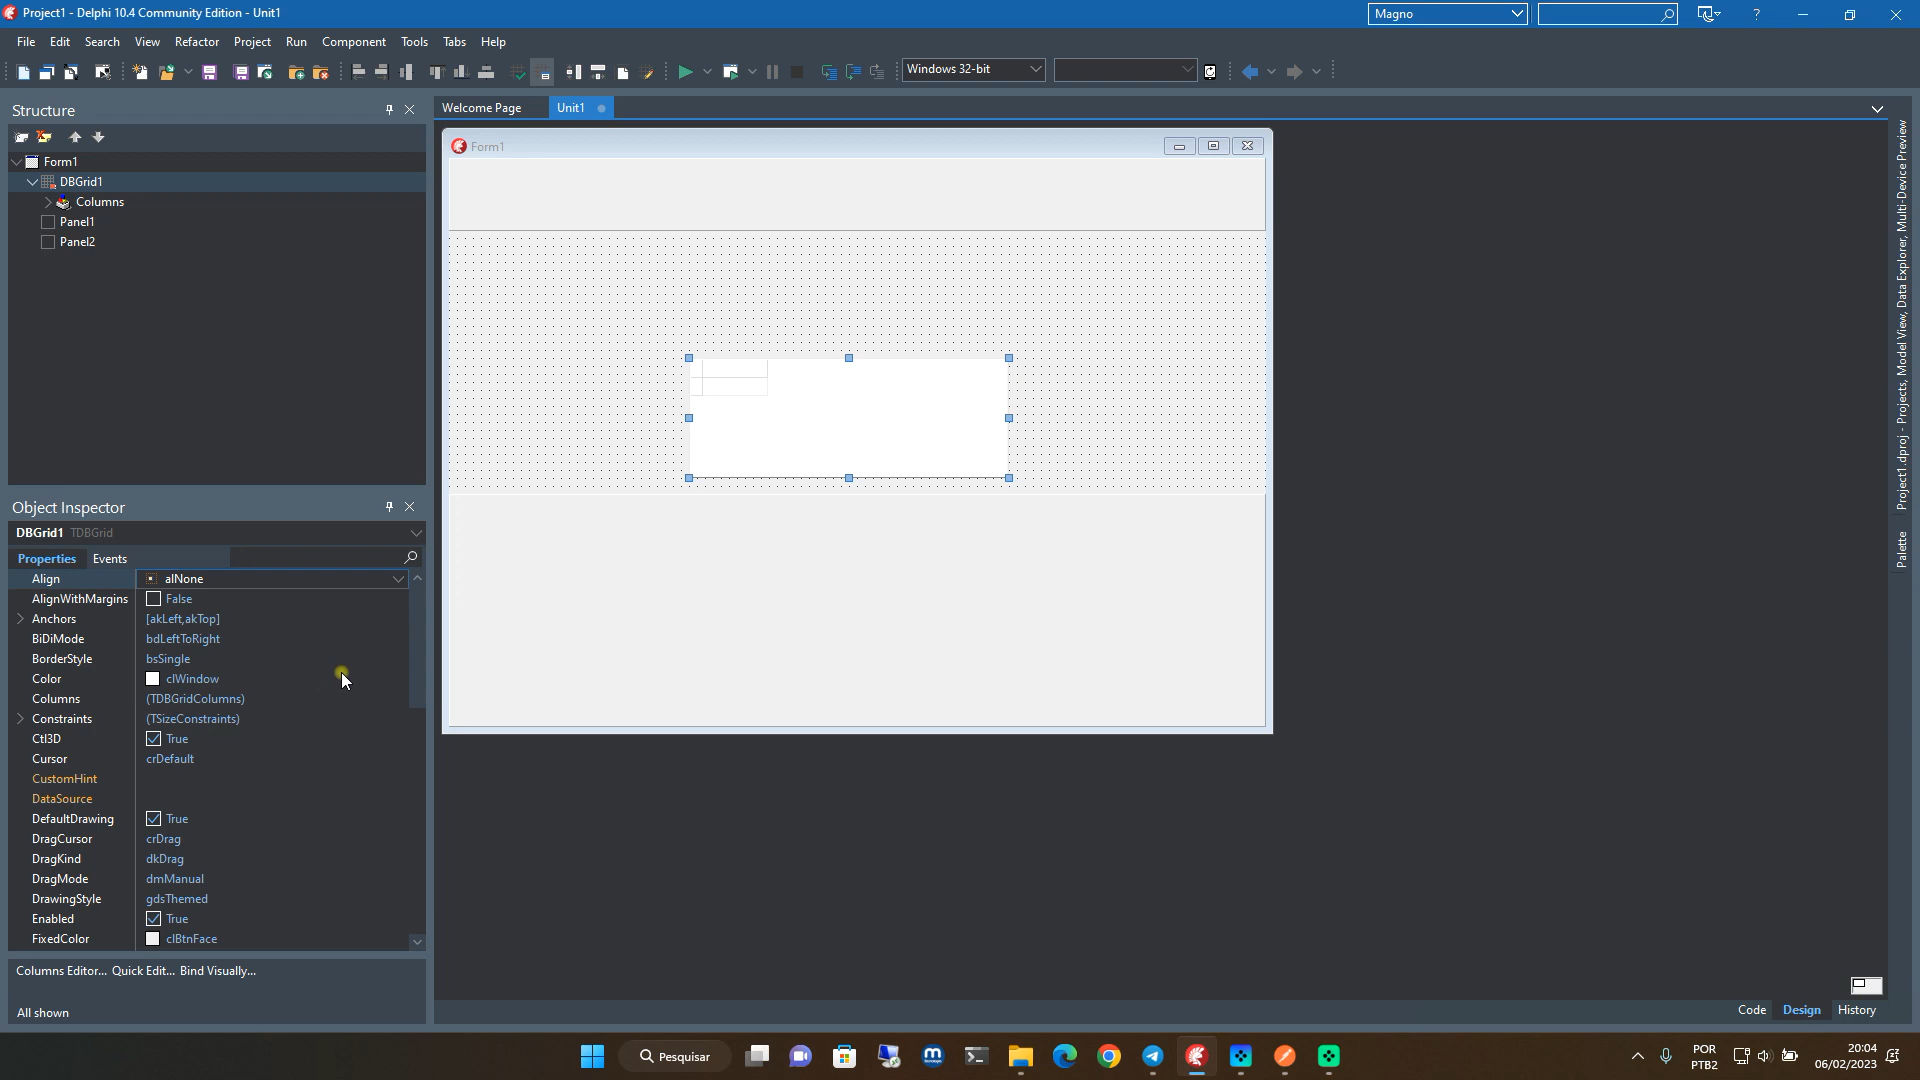 Project1 - Delphi 10.4 Community Edition - Unit1
Magno
?
File Edit Search View Refactor Project Run Component Tools Tabs Help
Windows 32-bit
Structure
Welcome Page Unit1
Form1
DBGrid1
Columns
Panel1
Panel2
Form1
Project1.dproj - Projects, Model View, Data Explorer, Multi-Device Preview
Palette
Object Inspector
DBGrid1 TDBGrid
Properties Events
Align alNone
AlignWithMargins False
Anchors [akLeft,akTop]
BiDiMode bdLeftToRight
BorderStyle bsSingle
Color clWindow
Columns (TDBGridColumns)
Constraints (TSizeConstraints)
Ctl3D True
Cursor crDefault
CustomHint
DataSource
DefaultDrawing True
DragCursor crDrag
DragKind dkDrag
DragMode dmManual
DrawingStyle gdsThemed
Enabled True
FixedColor clBtnFace
Columns Editor... Quick Edit... Bind Visually...
All shown
Code Design History
Pesquisar
POR
PTB2
20:04
06/02/2023